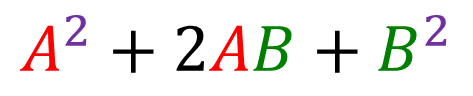 A² + 2AB + B²